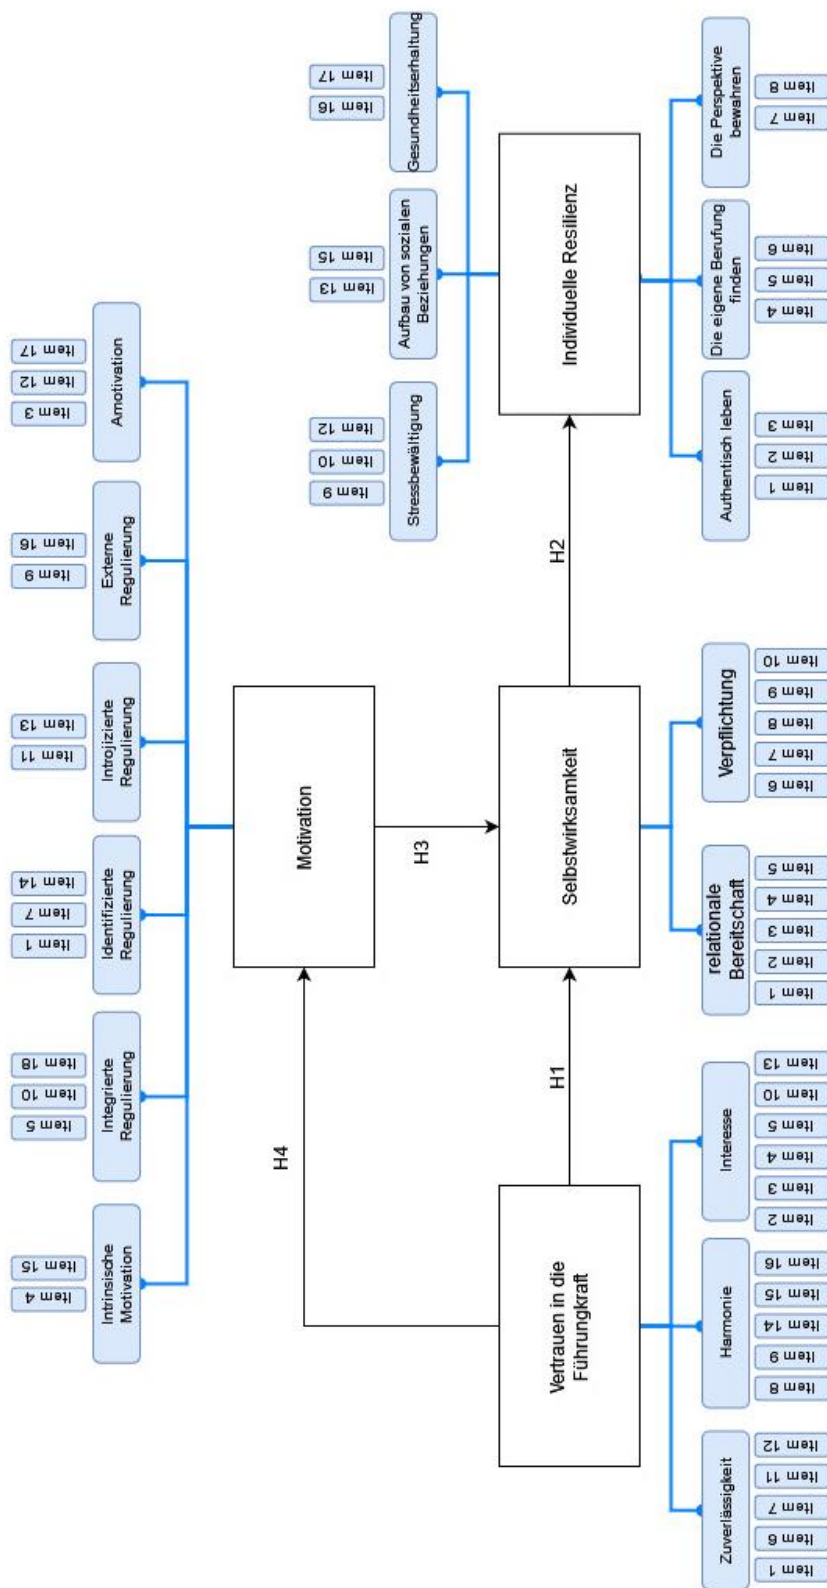 Item 4
Item 15
Intrinsische
Motivation
Item 5
Item 10
Item 18
Integrierte
Regulierung
Item 1
Item 7
Item 14
Identifizierte
Regulierung
Item 11
Item 13
Introjizierte
Regulierung
Item 9
Item 16
Externe
Regulierung
Item 3
Item 12
Item 17
Amotivation
Motivation
H4
H3
Item 9
Item 10
Item 12
Stressbewältigung
Item 13
Item 15
Aufbau von sozialen
Beziehungen
Item 16
Item 17
Gesundheitserhaltung
Vertrauen in die
Führungkraft
H1
Selbstwirksamkeit
H2
Individuelle Resilienz
Zuverlässigkeit
Item 1
Item 6
Item 7
Item 11
Item 12
Harmonie
Item 8
Item 9
Item 14
Item 15
Item 16
Interesse
Item 2
Item 3
Item 4
Item 5
Item 10
Item 13
relationale
Bereitschaft
Item 1
Item 2
Item 3
Item 4
Item 5
Verpflichtung
Item 6
Item 7
Item 8
Item 9
Item 10
Authentisch leben
Item 1
Item 2
Item 3
Die eigene Berufung
finden
Item 4
Item 5
Item 6
Die Perspektive
bewahren
Item 7
Item 8